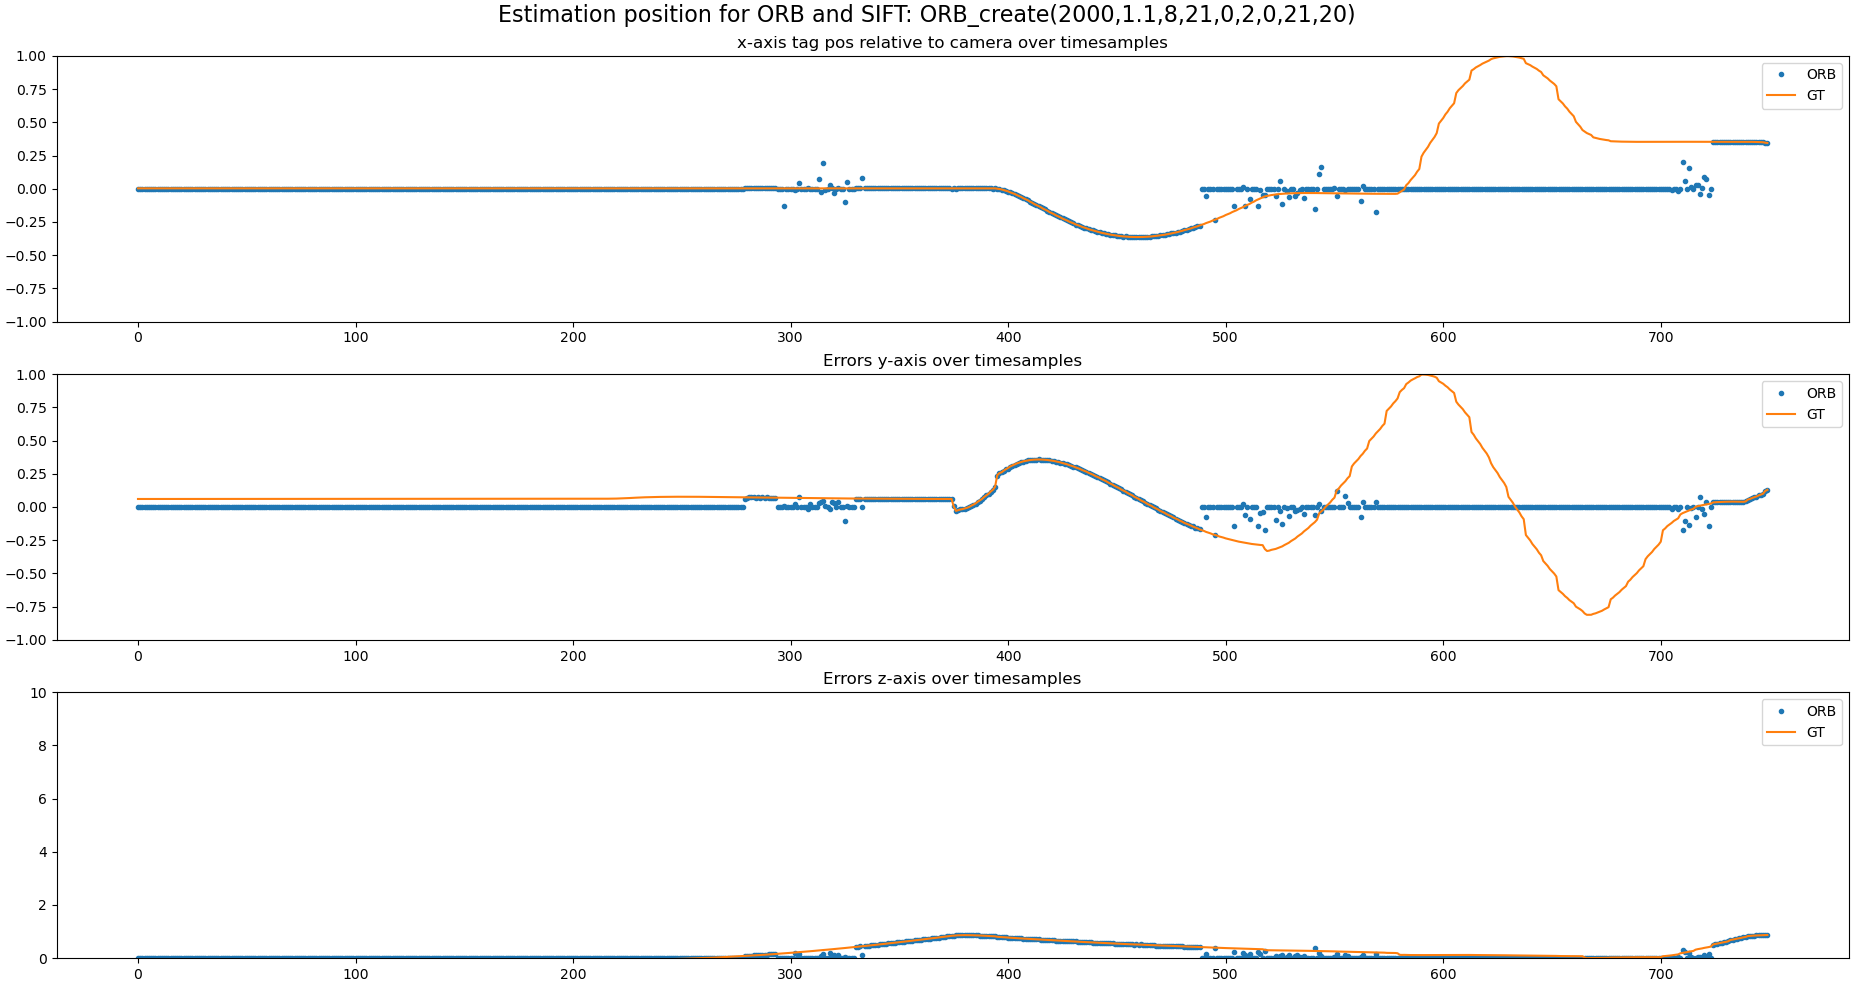 Estimation position for ORB and SIFT: ORB_create(2000,1.1,8,21,0,2,0,21,20)
x-axis tag pos relative to camera over timesamples
1.00
0.75
0.50
0.25
0.00
−0.25
−0.50
−0.75
−1.00
ORB
GT
0 100 200 300 400 500 600 700
Errors y-axis over timesamples
1.00
0.75
0.50
0.25
0.00
−0.25
−0.50
−0.75
−1.00
ORB
GT
0 100 200 300 400 500 600 700
Errors z-axis over timesamples
10
8
6
4
2
0
ORB
GT
0 100 200 300 400 500 600 700